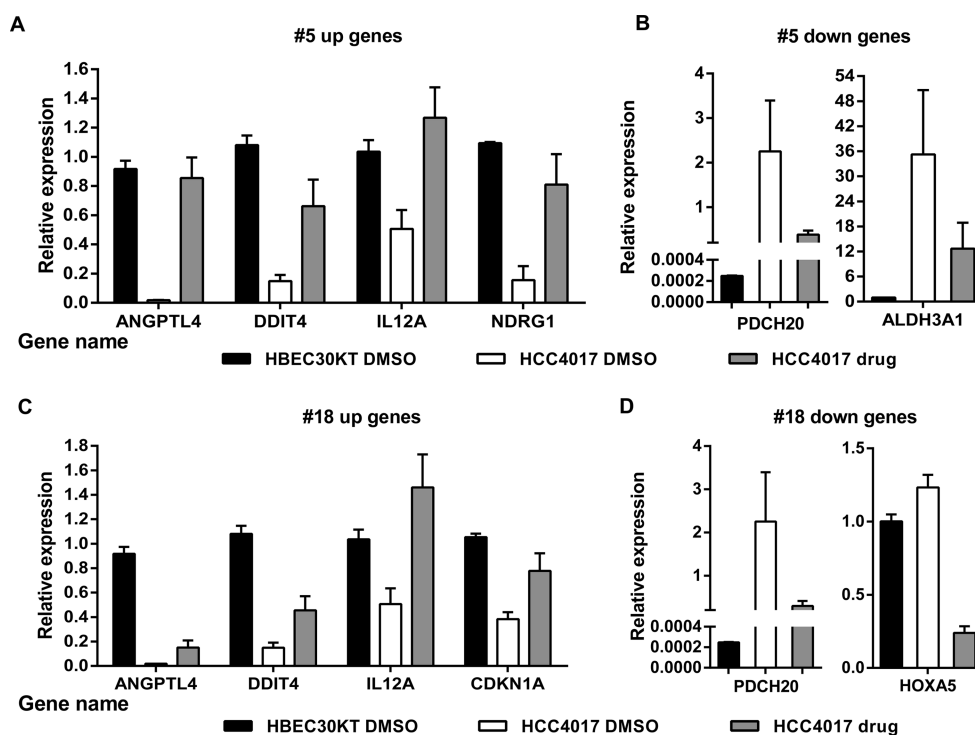 A
#5 up genes
Relative expression
1.6
1.4
1.2
1.0
0.8
0.6
0.4
0.2
0.0
ANGPTL4 DDIT4 IL12A NDRG1
Gene name
B
#5 down genes
Relative expression
4
3
2
1
0.0004
0.0002
0.0000
PDCH20
54
48
42
36
30
24
18
12
6
0
ALDH3A1
HBEC30KT DMSO HCC4017 DMSO HCC4017 drug
C
#18 up genes
Relative expression
1.8
1.6
1.4
1.2
1.0
0.8
0.6
0.4
0.2
0.0
ANGPTL4 DDIT4 IL12A CDKN1A
Gene name
D
#18 down genes
Relative expression
4
3
2
1
0.0004
0.0002
0.0000
PDCH20
1.5
1.0
0.5
0.0
HOXA5
HBEC30KT DMSO HCC4017 DMSO HCC4017 drug